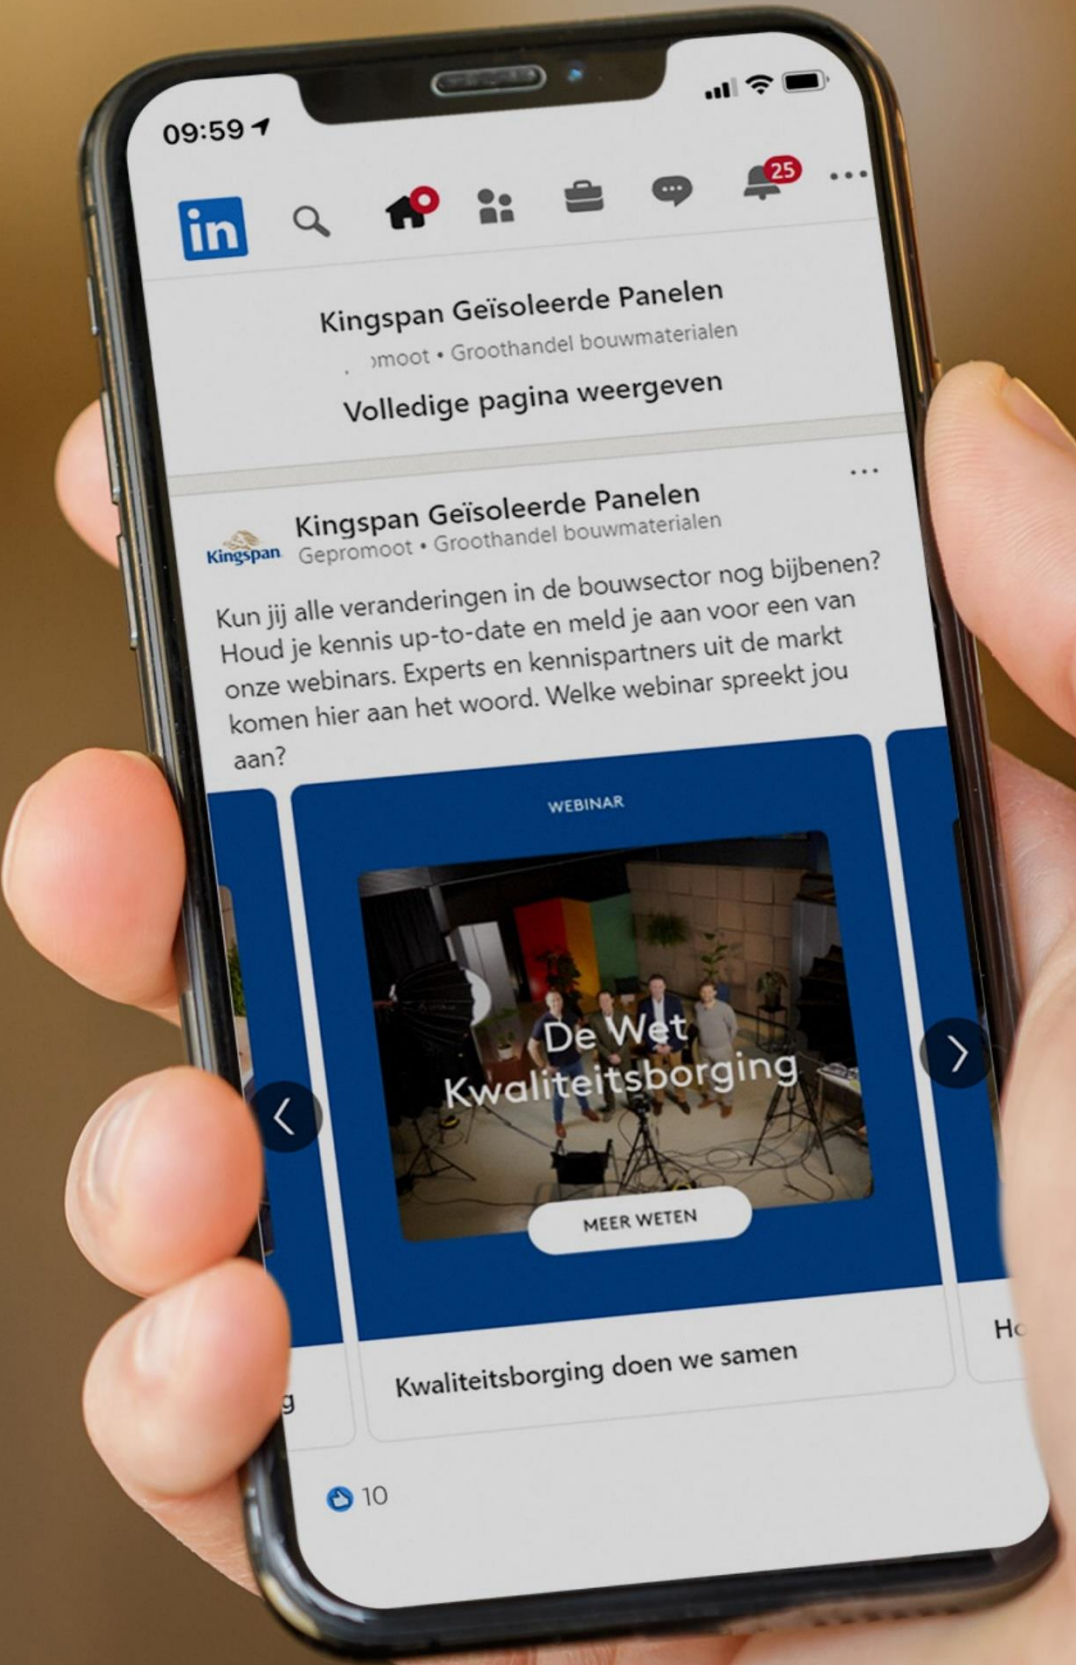 09:59
in
25
Kingspan Geïsoleerde Panelen
• Groothandel bouwmaterialen
Volledige pagina weergeven
Kingspan Geïsoleerde Panelen
Kingspan
Gepromoot • Groothandel bouwmaterialen
Kun jij alle veranderingen in de bouwsector nog bijbenen?
Houd je kennis up-to-date en meld je aan voor een van
onze webinars. Experts en kennispartners uit de markt
komen hier aan het woord. Welke webinar spreekt jou
aan?
WEBINAR
De Wet
Kwaliteitsborging
MEER WETEN
Kwaliteitsborging doen we samen
10